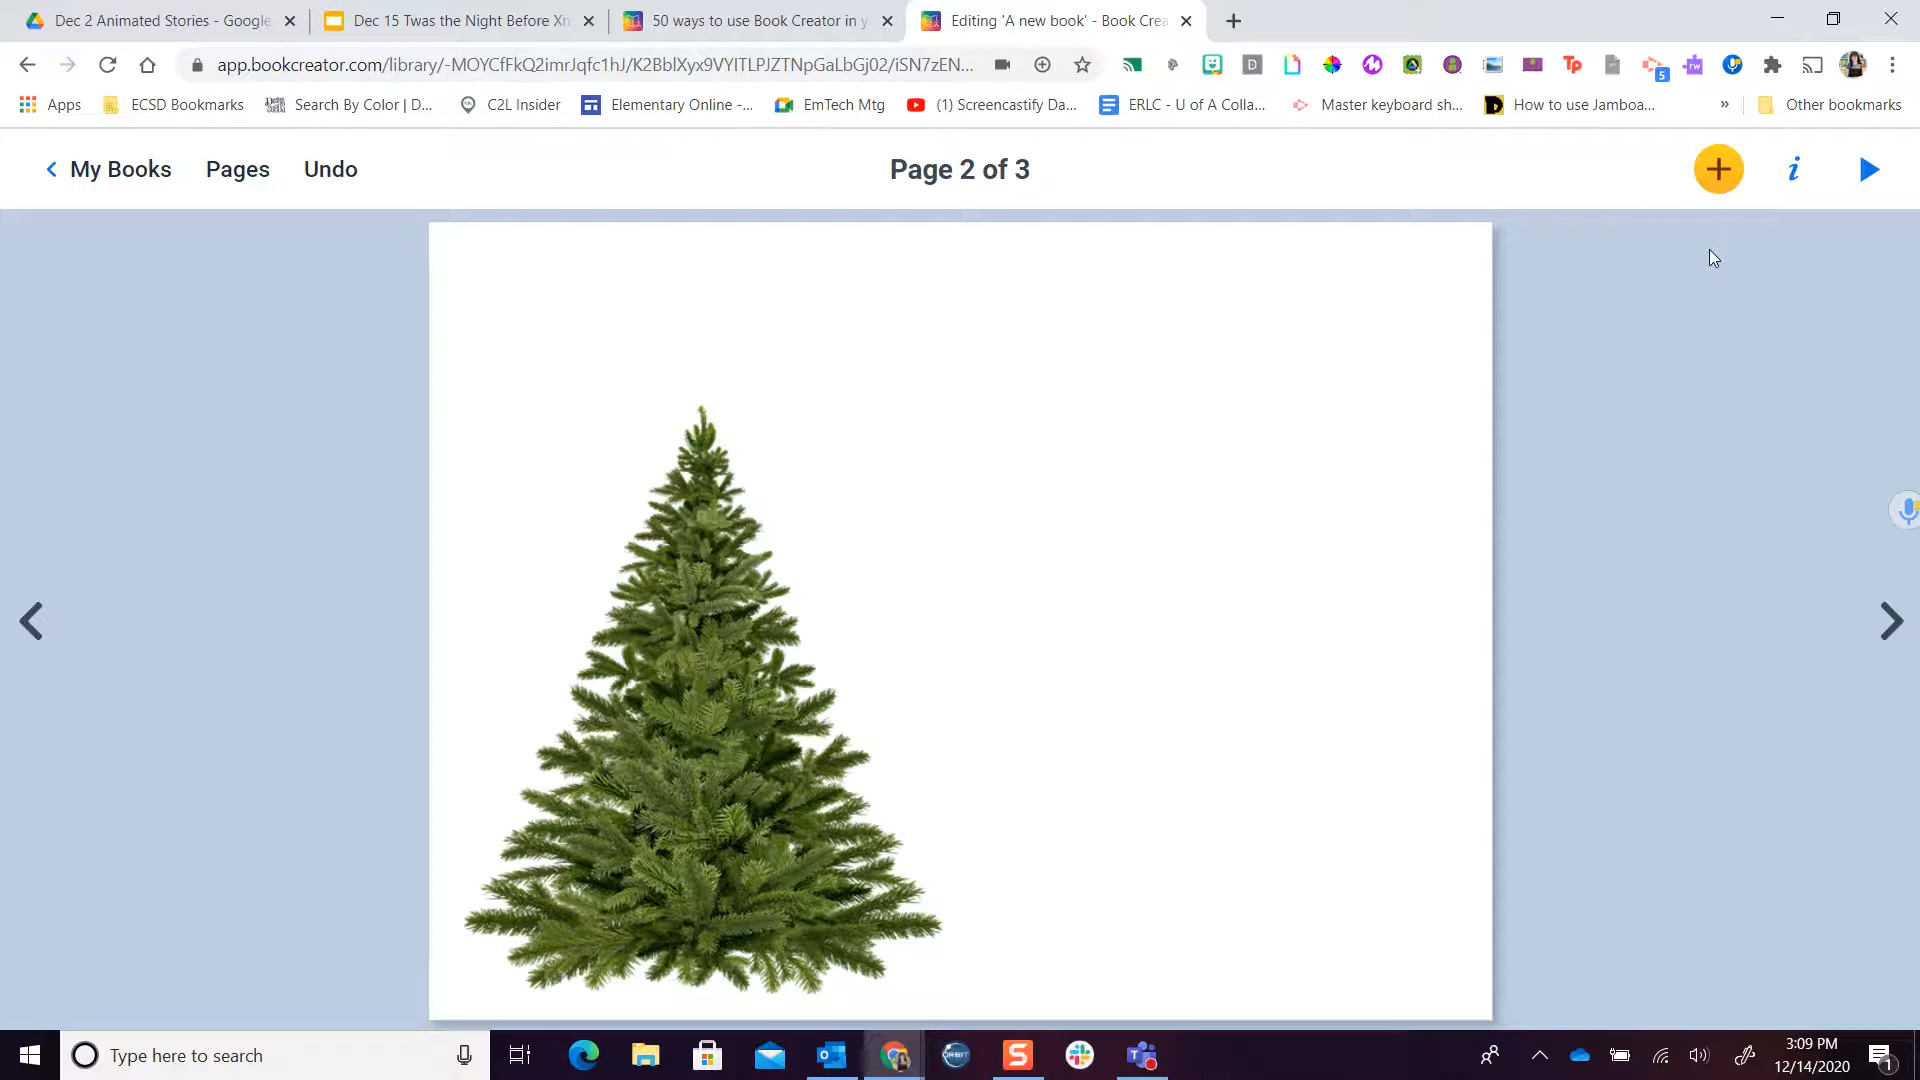 Dec 2 Animated Stories - Google
Dec 15 Twas the Night Before Xm
50 ways to use Book Creator in y
Editing 'A new book' - Book Crea
app.bookcreator.com/library/-MOYCfFkQ2imrJqfc1hJ/K2BblXyx9VYITLPJZTNpGaLbGj02/iSN7zEN...
Apps
ECSD Bookmarks
Search By Color | D...
C2L Insider
Elementary Online -...
EmTech Mtg
(1) Screencastify Da...
ERLC - U of A Colla...
Master keyboard sh...
How to use Jamboa...
»
Other bookmarks
My Books
Pages
Undo
Page 2 of 3
Type here to search
3:09 PM
12/14/2020